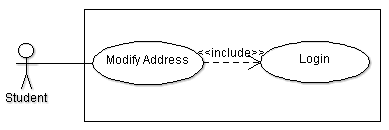 Modify Address
<<include>>
Login
Student